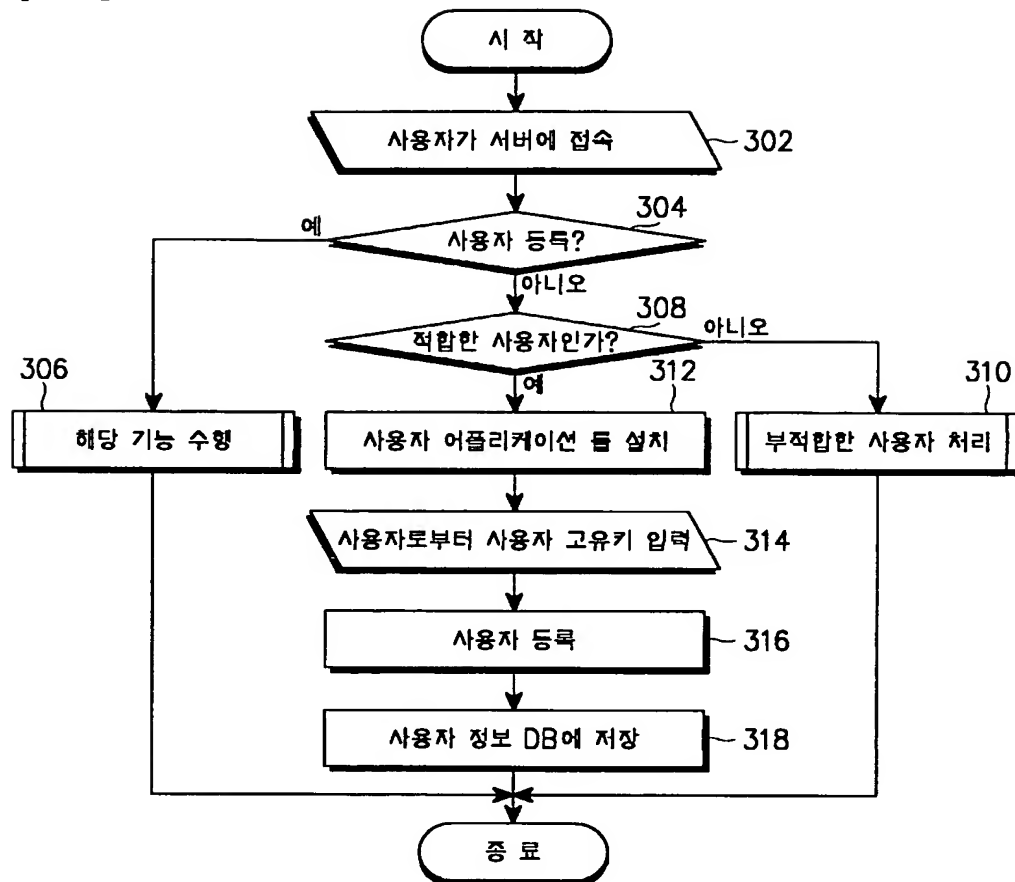 시 작
사용자가 서버에 접속
302
304
예
사용자 등록?
아니오
308
적합한 사용자인가?
아니오
306
312
310
예
해당 기능 수행
사용자 어플리케이션 툴 설치
부적합한 사용자 처리
사용자로부터 사용자 고유키 입력
314
사용자 등록
316
사용자 정보 DB에 저장
318
종 료